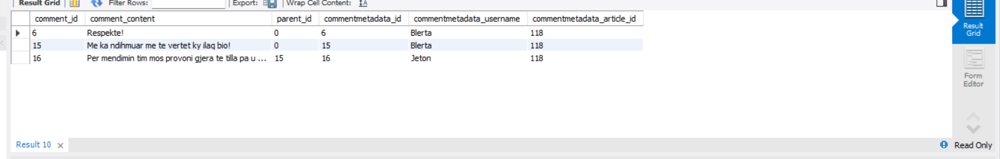 Result Grid Filter Rows: Export: Wrap Cell Content: IA
comment_id comment_content parent_id commentmetadata_id commentmetadata_username commentmetadata_article_id
6 Respekte! 0 6 Blerta 118
15 Me ka ndihmuar me te vertet ky ilaq bio! 0 15 Blerta 118
16 Per mendimin tim mos provoni gjera te tilla pa u ... 15 16 Jeton 118
Result
Grid
Form
Editor
Result 10 Read Only